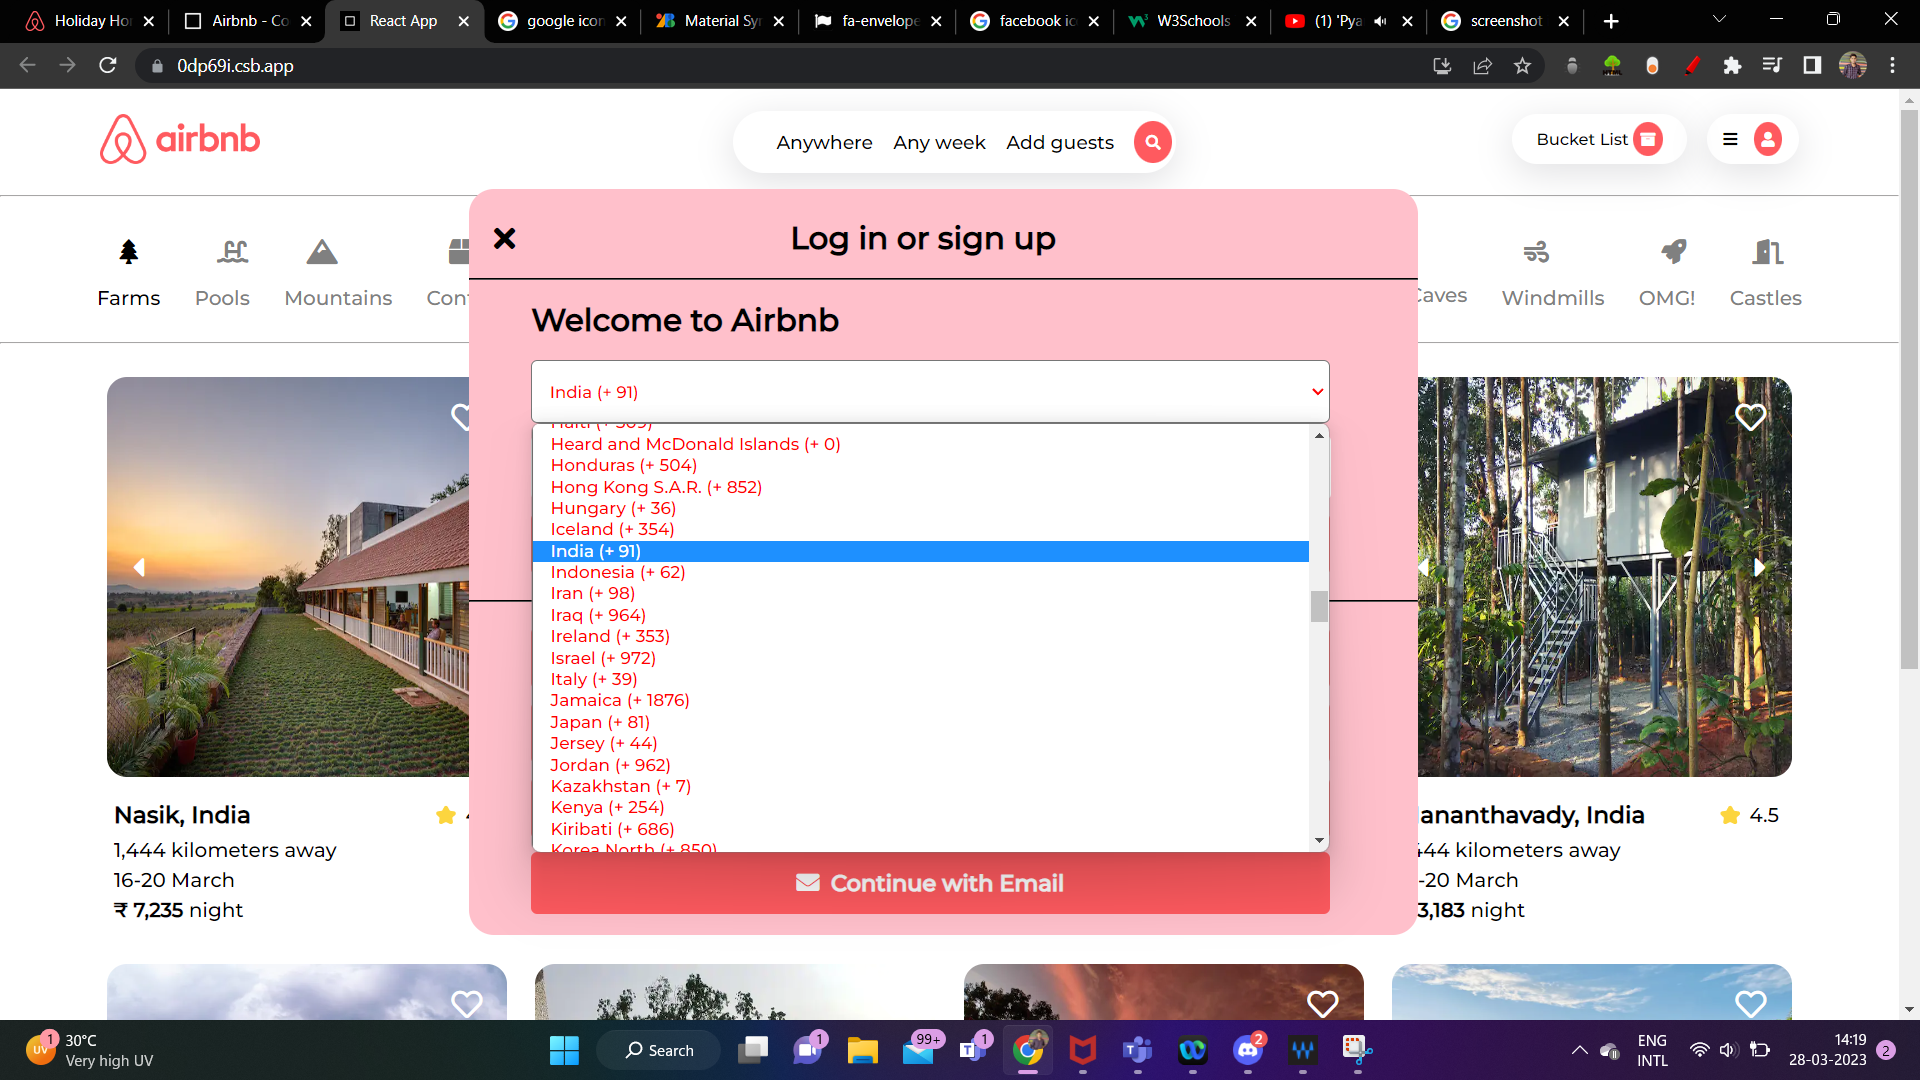 Holiday Ho
Airbnb - Co
React App
google icon
Material Sy
fa-envelope
facebook ic
W3Schools
(1) 'Pya
screenshot
0dp69i.csb.app
airbnb
Anywhere Any week Add guests
Bucket List
Log in or sign up
Farms
Pools
Mountains
Con
Caves
Windmills
OMG!
Castles
Welcome to Airbnb
India (+ 91)
Haiti (+ 509)
Heard and McDonald Islands (+ 0)
Honduras (+ 504)
Hong Kong S.A.R. (+ 852)
Hungary (+ 36)
Iceland (+ 354)
India (+ 91)
Indonesia (+ 62)
Iran (+ 98)
Iraq (+ 964)
Ireland (+ 353)
Israel (+ 972)
Italy (+ 39)
Jamaica (+ 1876)
Japan (+ 81)
Jersey (+ 44)
Jordan (+ 962)
Kazakhstan (+ 7)
Kenya (+ 254)
Kiribati (+ 686)
Korea North (+ 850)
Continue with Email
Nasik, India
1,444 kilometers away
16-20 March
₹ 7,235 night
ananthavady, India
4.5
444 kilometers away
-20 March
3,183 night
UV
1
30°C
Very high UV
Search
1
99+
1
2
ENG
INTL
14:19
28-03-2023
2